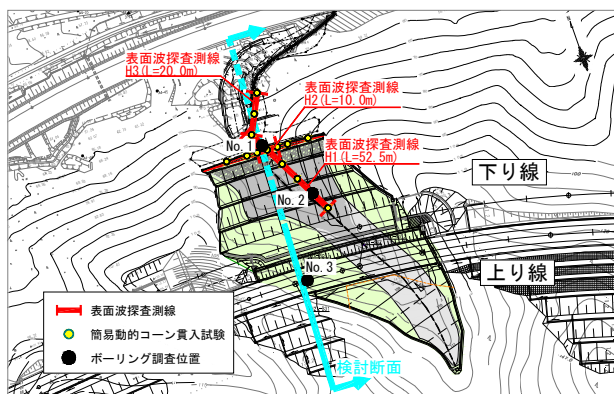 表面波探査測線
H3(L=20.0m)
表面波探査測線
H2(L=10.0m)
表面波探査測線
H1(L=52.5m)
No. 1
No. 2
No. 3
下り線
上り線
検討断面
表面波探査測線
簡易動的コーン貫入試験
ボーリング調査位置